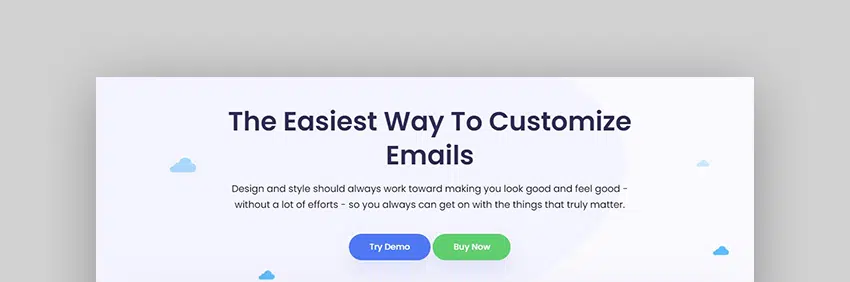 The Easiest Way To Customize
Emails
Design and style should always work toward making you look good and feel good -
without a lot of efforts - so you always can get on with the things that truly matter.
Try Demo
Buy Now